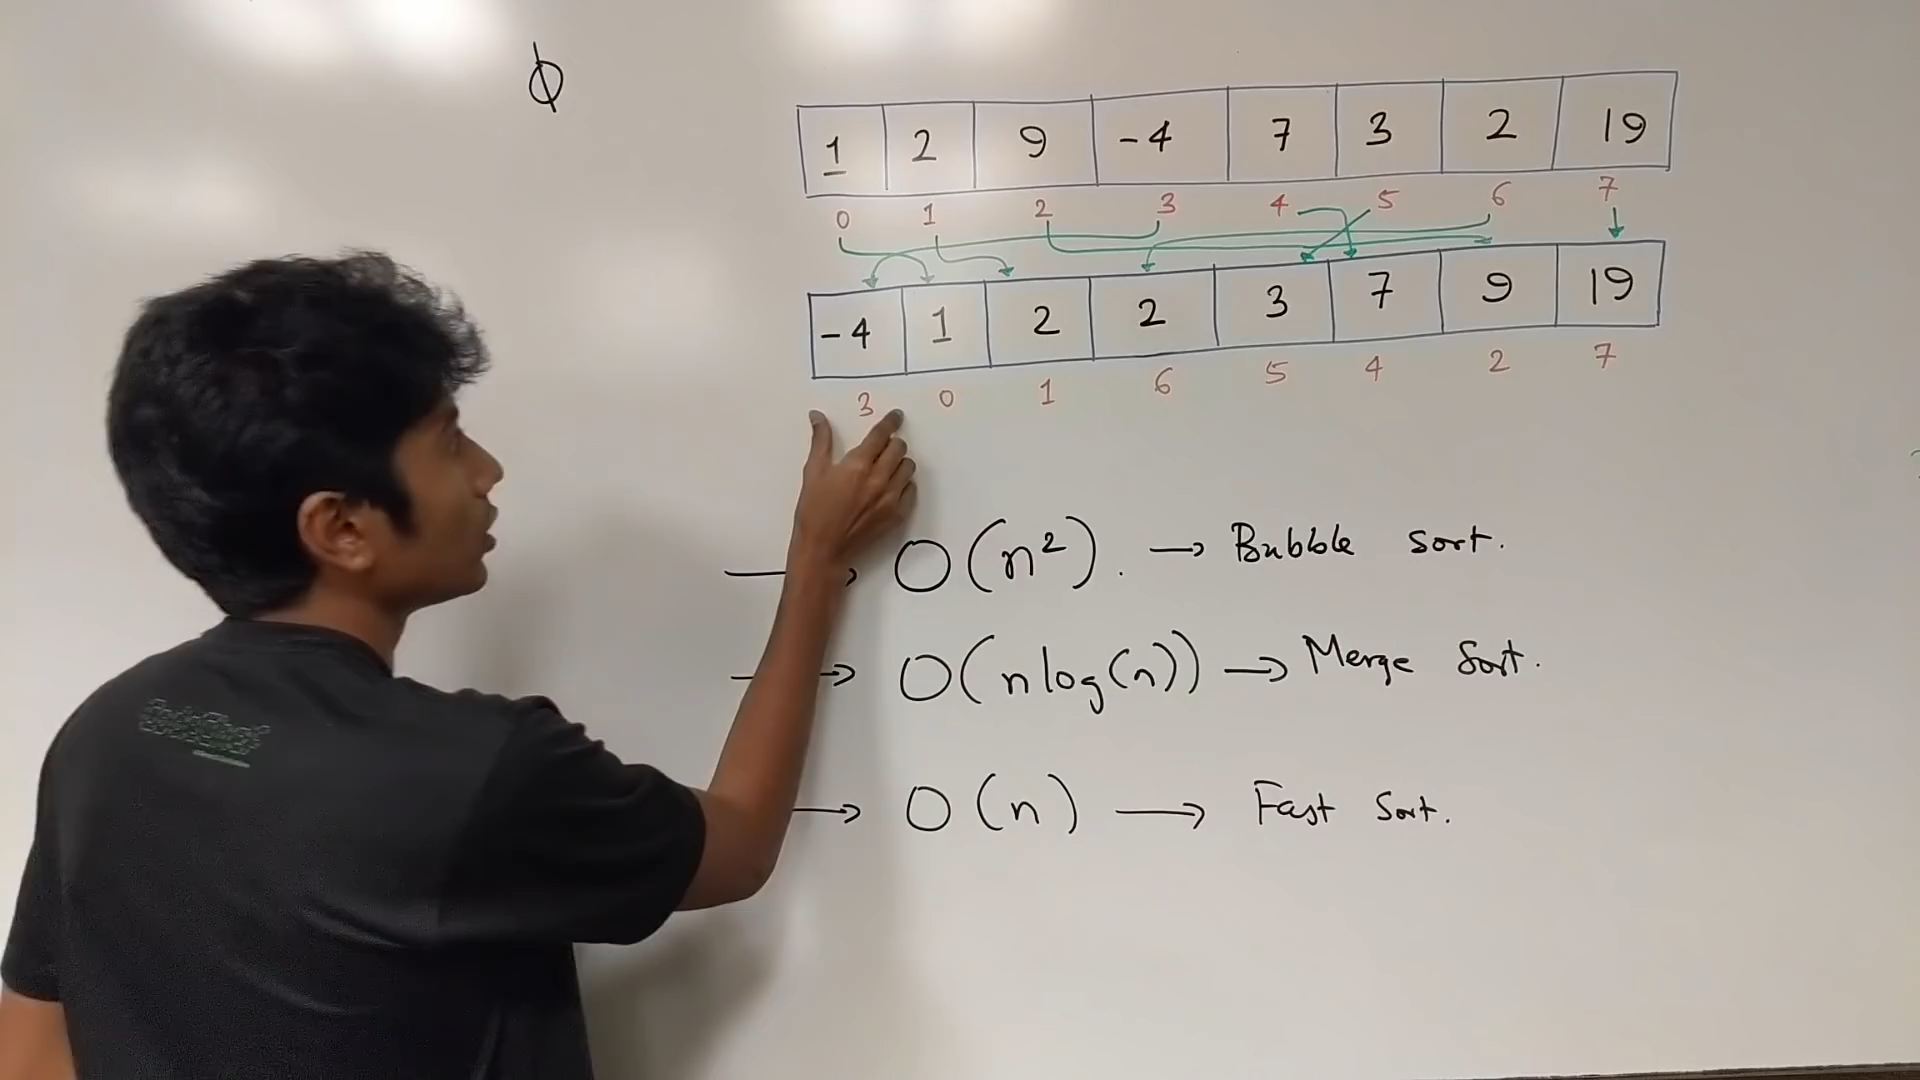 ϕ
1 2 9 -4 7 3 2 19
0 1 2 3 4 5 6 7
-4 1 2 2 3 7 9 19
3 0 1 6 5 4 2 7
→ O(n²). → Bubble sort.
→ O(nlog(n)) → Merge Sort.
→ O(n) → Fast Sort.